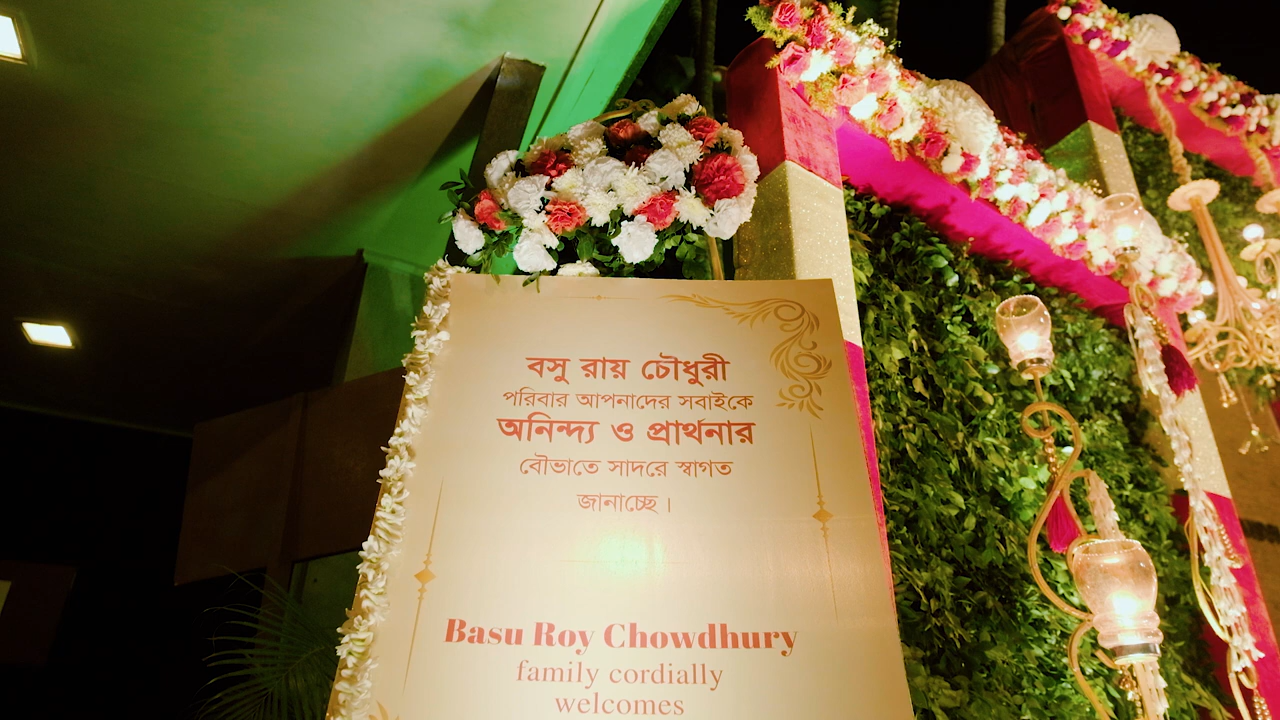 বসু রায় চৌধুরী
পরিবার আপনাদের সবাইকে
অনিন্দ্য ও প্রার্থনার
বৌভাতে সাদরে স্বাগত
জানাচ্ছে।
Basu Roy Chowdhury
family cordially
welcomes